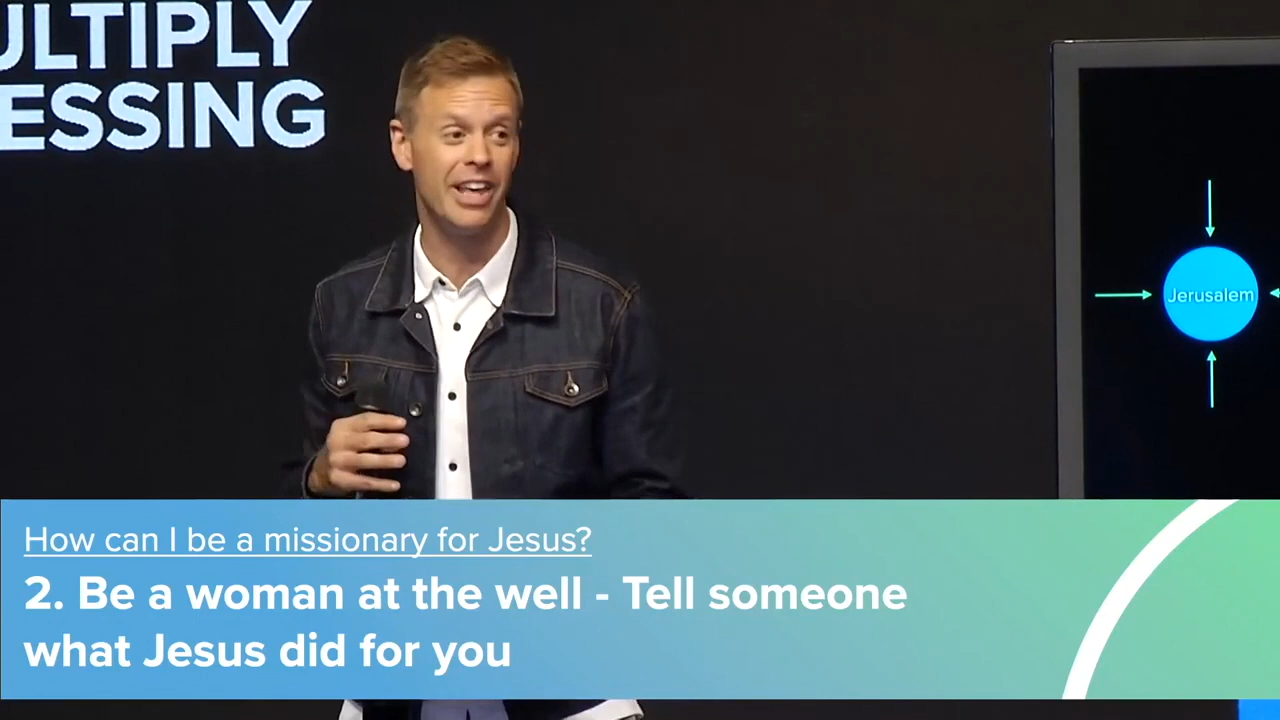 ULTIPLY
ESSING
Jerusalem
How can I be a missionary for Jesus?
2. Be a woman at the well - Tell someone
what Jesus did for you